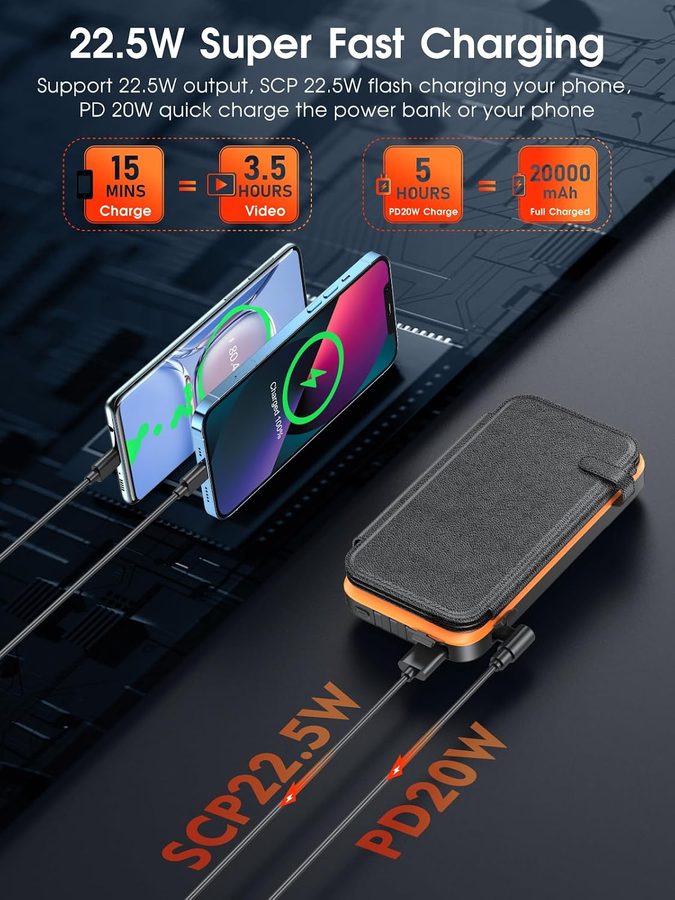 22.5W Super Fast Charging
Support 22.5W output, SCP 22.5W flash charging your phone,
PD 20W quick charge the power bank or your phone
15
MINS
Charge
=
3.5
HOURS
Video
5
HOURS
PD20W Charge
=
20000
mAh
Full Charged
80.4
Charged 100%
SCP22.5W
PD20W